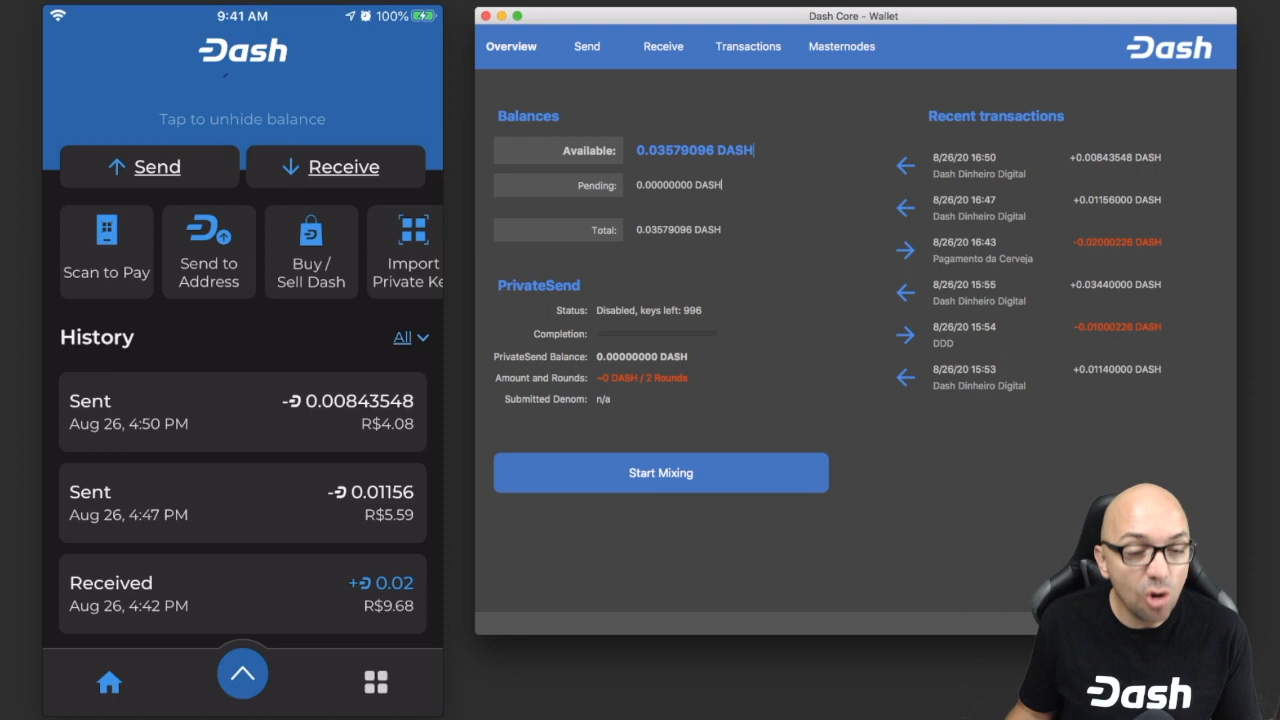 9:41 AM
100%
Dash
Tap to unhide balance
Send
Receive
Scan to Pay
Send to
Address
Buy /
Sell Dash
Import
Private Ke
History
All
Sent
-0.00843548
Aug 26, 4:50 PM
R$4.08
Sent
-0.01156
Aug 26, 4:47 PM
R$5.59
Received
+0.02
Aug 26, 4:42 PM
R$9.68
Dash Core - Wallet
Overview
Send
Receive
Transactions
Masternodes
Dash
Balances
Available:
0.03579096 DASH
Pending:
0.00000000 DASH
Total:
0.03579096 DASH
PrivateSend
Status:
Disabled, keys left: 996
Completion:
PrivateSend Balance:
0.00000000 DASH
Amount and Rounds:
~0 DASH / 2 Rounds
Submitted Denom:
n/a
Start Mixing
Recent transactions
8/26/20 16:50
+0.00843548 DASH
Dash Dinheiro Digital
8/26/20 16:47
+0.01156000 DASH
Dash Dinheiro Digital
8/26/20 16:43
-0.02000226 DASH
Pagamento da Cerveja
8/26/20 15:55
+0.03440000 DASH
Dash Dinheiro Digital
8/26/20 15:54
-0.01000226 DASH
DDD
8/26/20 15:53
+0.01140000 DASH
Dash Dinheiro Digital
Dash